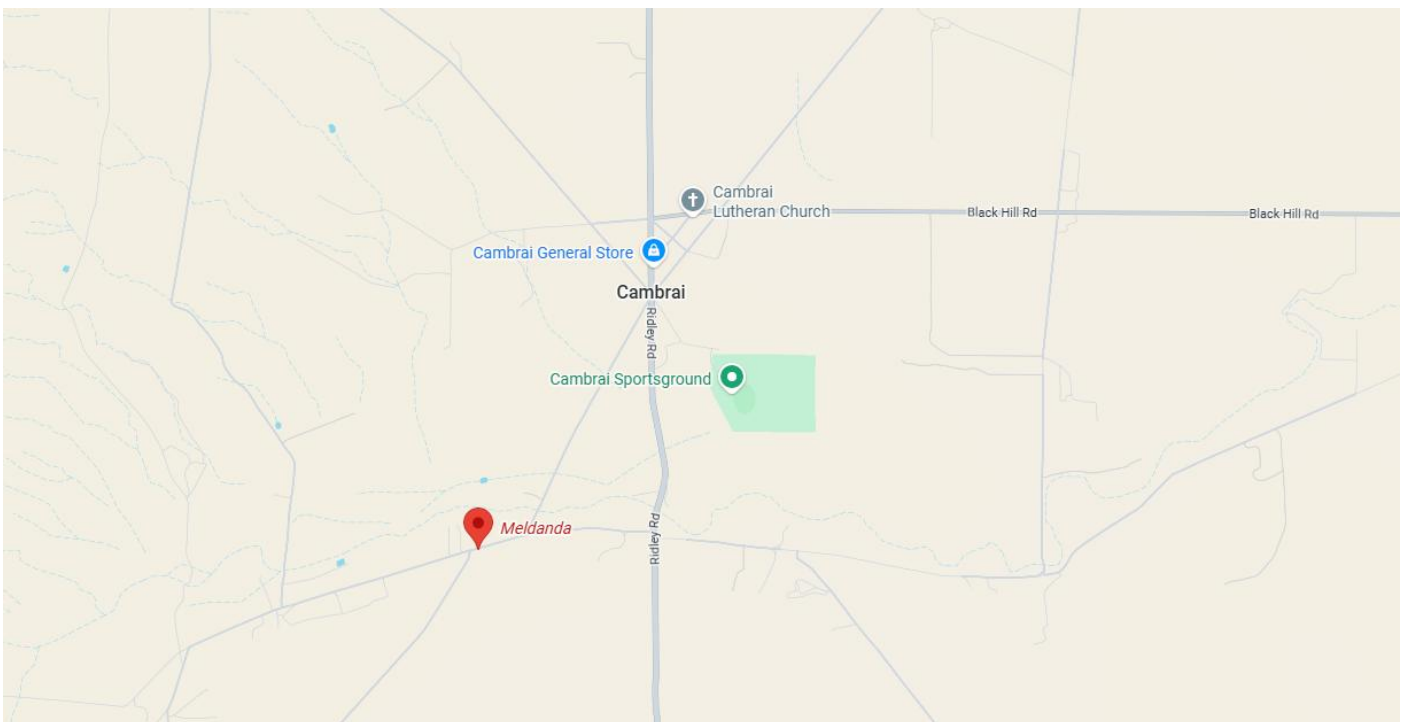 Cambrai
Lutheran Church
Black Hill Rd
Black Hill Rd
Cambrai General Store
Cambrai
Ridley Rd
Cambrai Sportsground
Meldanda
Ridley Rd